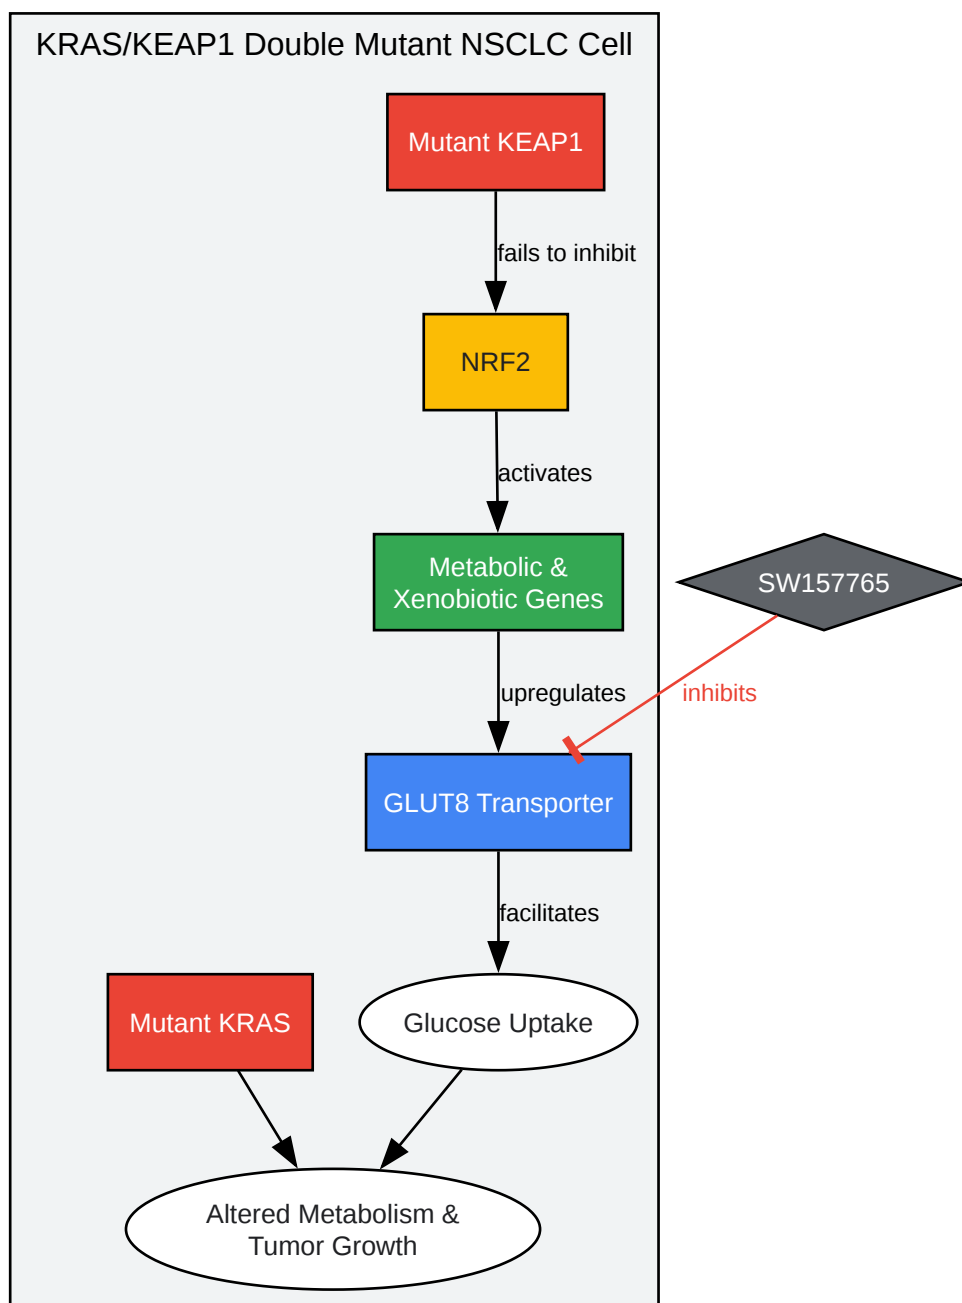 KRAS/KEAP1 Double Mutant NSCLC Cell
Mutant KEAP1
fails to inhibit
NRF2
activates
Metabolic &
Xenobiotic Genes
SW157765
upregulates
inhibits
GLUT8 Transporter
facilitates
Mutant KRAS
Glucose Uptake
Altered Metabolism &
Tumor Growth